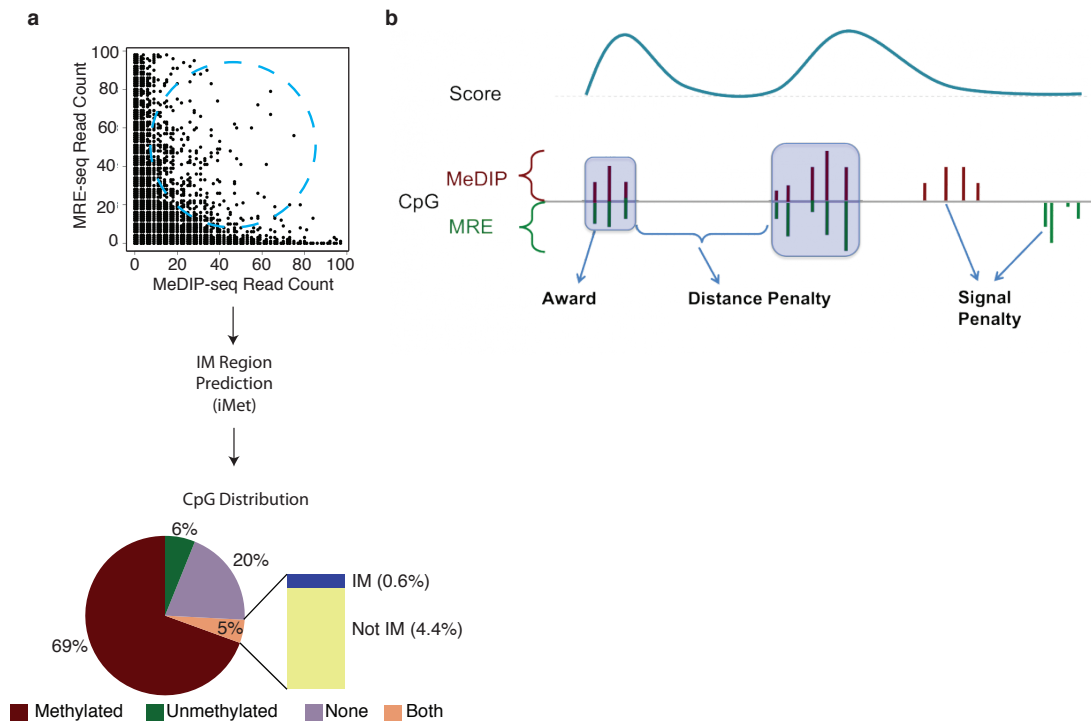 a
100
80
60
40
20
0
MRE-seq Read Count
0 20 40 60 80 100
MeDIP-seq Read Count
IM Region
Prediction
(iMet)
CpG Distribution
6%
20%
5%
69%
IM (0.6%)
Not IM (4.4%)
Methylated Unmethylated None Both
b
Score
MeDIP
CpG
MRE
Award
Distance Penalty
Signal
Penalty